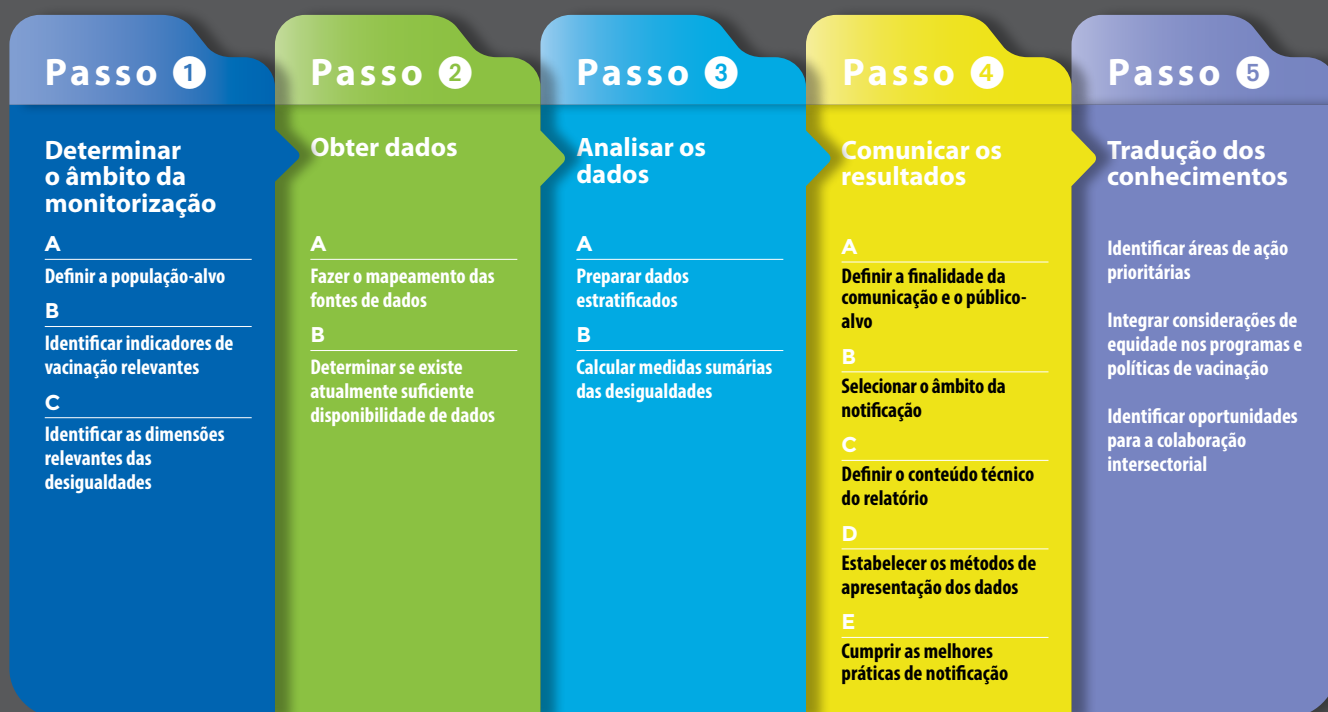 Passo 1
Determinar
o âmbito da
monitorização
A
Definir a população-alvo
B
Identificar indicadores de
vacinação relevantes
C
Identificar as dimensões
relevantes das
desigualdades
Passo 2
Obter dados
A
Fazer o mapeamento das
fontes de dados
B
Determinar se existe
atualmente suficiente
disponibilidade de dados
Passo 3
Analisar os
dados
A
Preparar dados
estratificados
B
Calcular medidas sumárias
das desigualdades
Passo 4
Comunicar os
resultados
A
Definir a finalidade da
comunicação e o público-
alvo
B
Selecionar o âmbito da
notificação
C
Definir o conteúdo técnico
do relatório
D
Estabelecer os métodos de
apresentação dos dados
E
Cumprir as melhores
práticas de notificação
Passo 5
Tradução dos
conhecimentos
Identificar áreas de ação
prioritárias
Integrar considerações de
equidade nos programas e
políticas de vacinação
Identificar oportunidades
para a colaboração
intersectorial